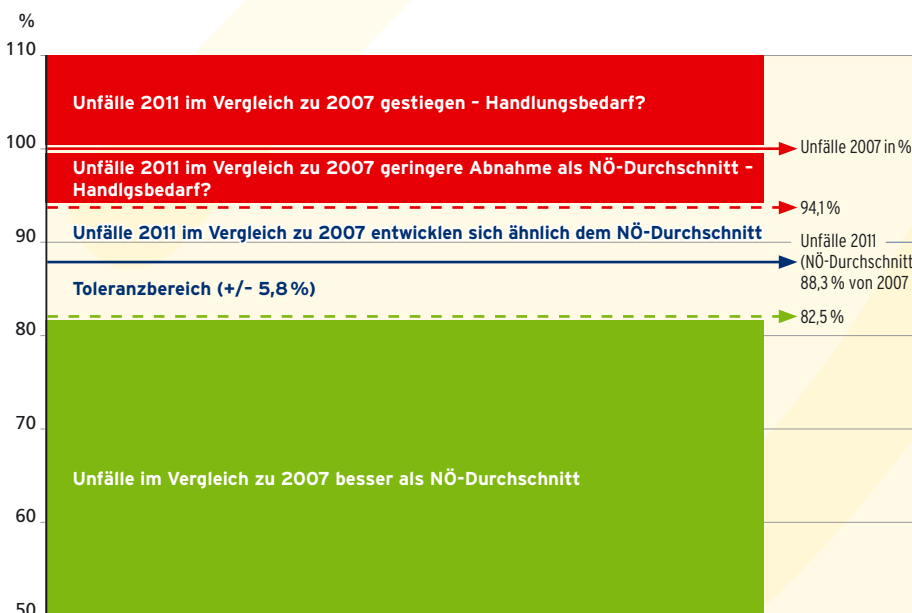 %
110
Unfälle 2011 im Vergleich zu 2007 gestiegen – Handlungsbedarf?
100
Unfälle 2007 in %
Unfälle 2011 im Vergleich zu 2007 geringere Abnahme als NÖ-Durchschnitt –
Handlgsbedarf?
94,1 %
90
Unfälle 2011 im Vergleich zu 2007 entwicklen sich ähnlich dem NÖ-Durchschnitt
Unfälle 2011
(NÖ-Durchschnitt
88,3 % von 2007
Toleranzbereich (+/– 5,8 %)
82,5 %
80
70
Unfälle im Vergleich zu 2007 besser als NÖ-Durchschnitt
60
50